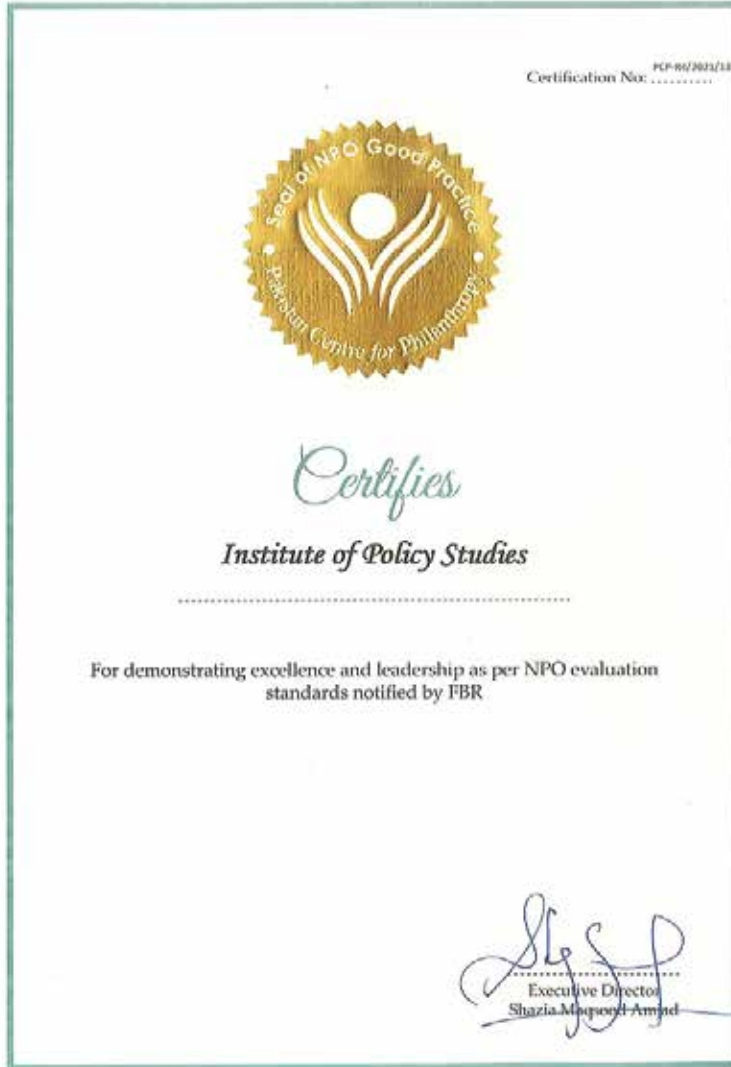 Certification No: ..........
Seal of NPO Good Practice
Pakistan Centre for Philanthropy
Certifies
Institute of Policy Studies
For demonstrating excellence and leadership as per NPO evaluation
standards notified by FBR
Executive Director
Shazia Maqsood Amjad